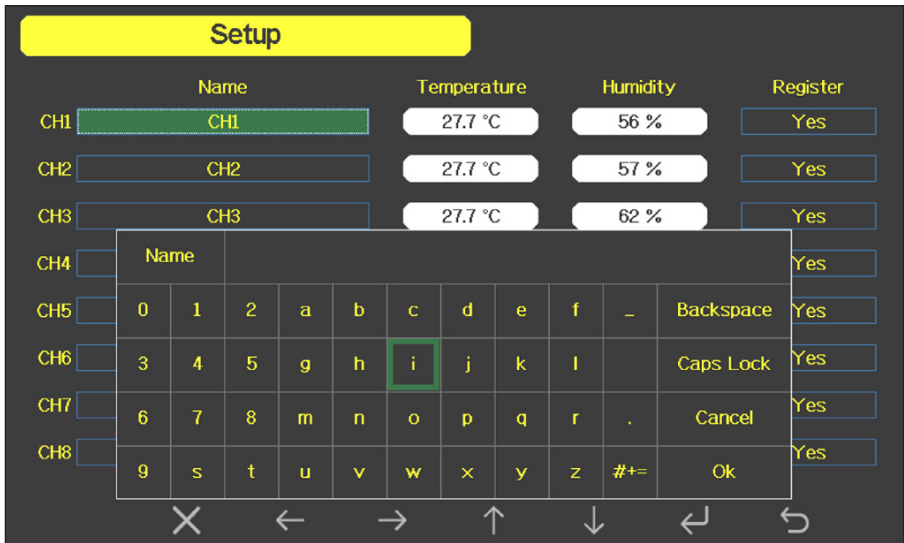 Setup
Name Temperature Humidity Register
CH1 CH1 27.7 °C 56 % Yes
CH2 CH2 27.7 °C 57 % Yes
CH3 CH3 27.7 °C 62 % Yes
CH4 Yes
CH5 Yes
CH6 Yes
CH7 Yes
CH8 Yes
Name
0 1 2 a b c d e f _ Backspace
3 4 5 g h i j k l Caps Lock
6 7 8 m n o p q r . Cancel
9 s t u v w x y z #+= Ok